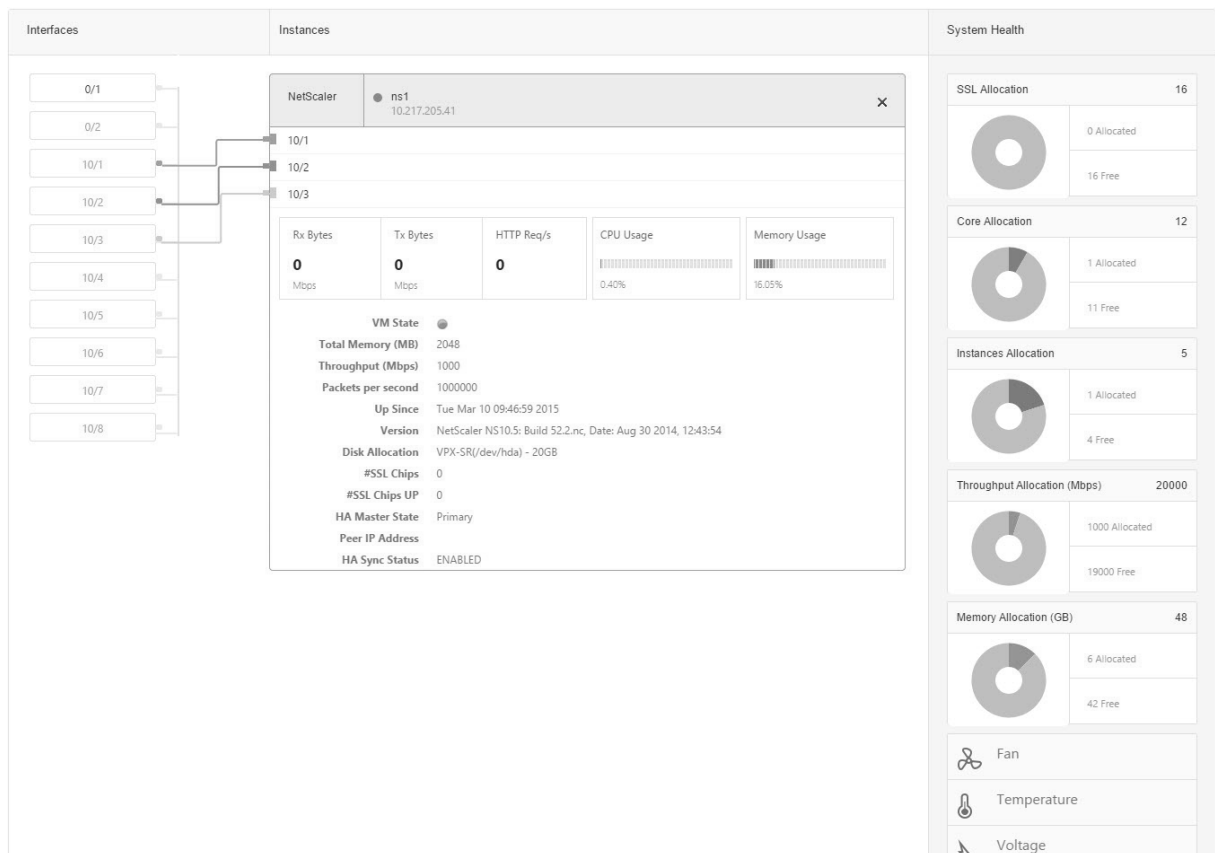 Interfaces
Instances
System Health
0/1
0/2
10/1
10/2
10/3
10/4
10/5
10/6
10/7
10/8
NetScaler
ns1
10.217.205.41
10/1
10/2
10/3
Rx Bytes
0
Mbps
Tx Bytes
0
Mbps
HTTP Req/s
0
CPU Usage
0.40%
Memory Usage
16.05%
VM State
Total Memory (MB) 2048
Throughput (Mbps) 1000
Packets per second 1000000
Up Since Tue Mar 10 09:46:59 2015
Version NetScaler NS10.5: Build 52.2.nc, Date: Aug 30 2014, 12:43:54
Disk Allocation VPX-SR(/dev/hda) - 20GB
#SSL Chips 0
#SSL Chips UP 0
HA Master State Primary
Peer IP Address
HA Sync Status ENABLED
SSL Allocation 16
0 Allocated
16 Free
Core Allocation 12
1 Allocated
11 Free
Instances Allocation 5
1 Allocated
4 Free
Throughput Allocation (Mbps) 20000
1000 Allocated
19000 Free
Memory Allocation (GB) 48
6 Allocated
42 Free
Fan
Temperature
Voltage